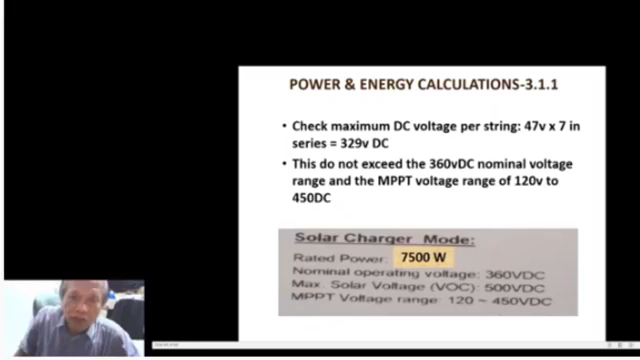 POWER & ENERGY CALCULATIONS-3.1.1
• Check maximum DC voltage per string: 47v x 7 in
series = 329v DC
• This do not exceed the 360vDC nominal voltage
range and the MPPT voltage range of 120v to
450DC
Solar Charger Mode:
Rated Power: 7500 W
Nominal operating voltage: 360VDC
Max. Solar Voltage (VOC): 500VDC
MPPT Voltage range: 120 ~ 450VDC